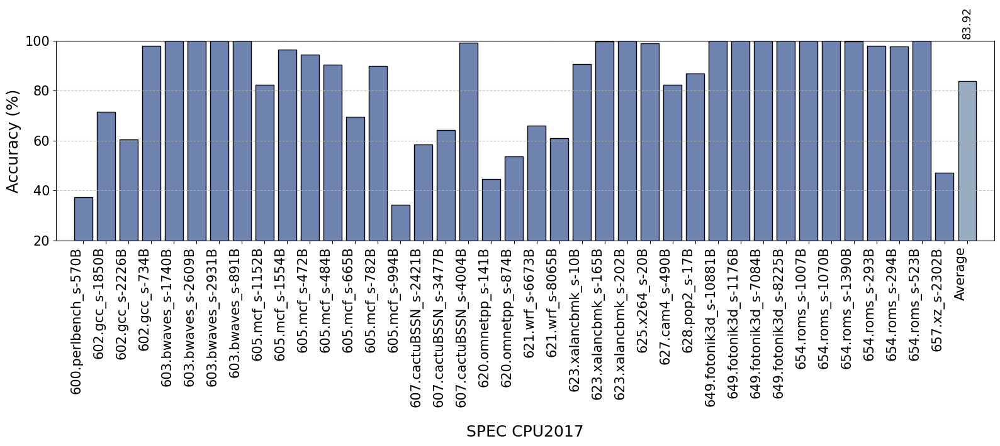 83.92
100
80
60
40
20
Accuracy (%)
600.perlbench_s-570B
602.gcc_s-1850B
602.gcc_s-2226B
602.gcc_s-734B
603.bwaves_s-1740B
603.bwaves_s-2609B
603.bwaves_s-2931B
603.bwaves_s-891B
605.mcf_s-1152B
605.mcf_s-1554B
605.mcf_s-472B
605.mcf_s-484B
605.mcf_s-665B
605.mcf_s-782B
605.mcf_s-994B
607.cactuBSSN_s-2421B
607.cactuBSSN_s-3477B
607.cactuBSSN_s-4004B
620.omnetpp_s-141B
620.omnetpp_s-874B
621.wrf_s-6673B
621.wrf_s-8065B
623.xalancbmk_s-10B
623.xalancbmk_s-165B
623.xalancbmk_s-202B
625.x264_s-20B
627.cam4_s-490B
628.pop2_s-17B
649.fotonik3d_s-10881B
649.fotonik3d_s-1176B
649.fotonik3d_s-7084B
649.fotonik3d_s-8225B
654.roms_s-1007B
654.roms_s-1070B
654.roms_s-1390B
654.roms_s-293B
654.roms_s-294B
654.roms_s-523B
657.xz_s-2302B
Average
SPEC CPU2017